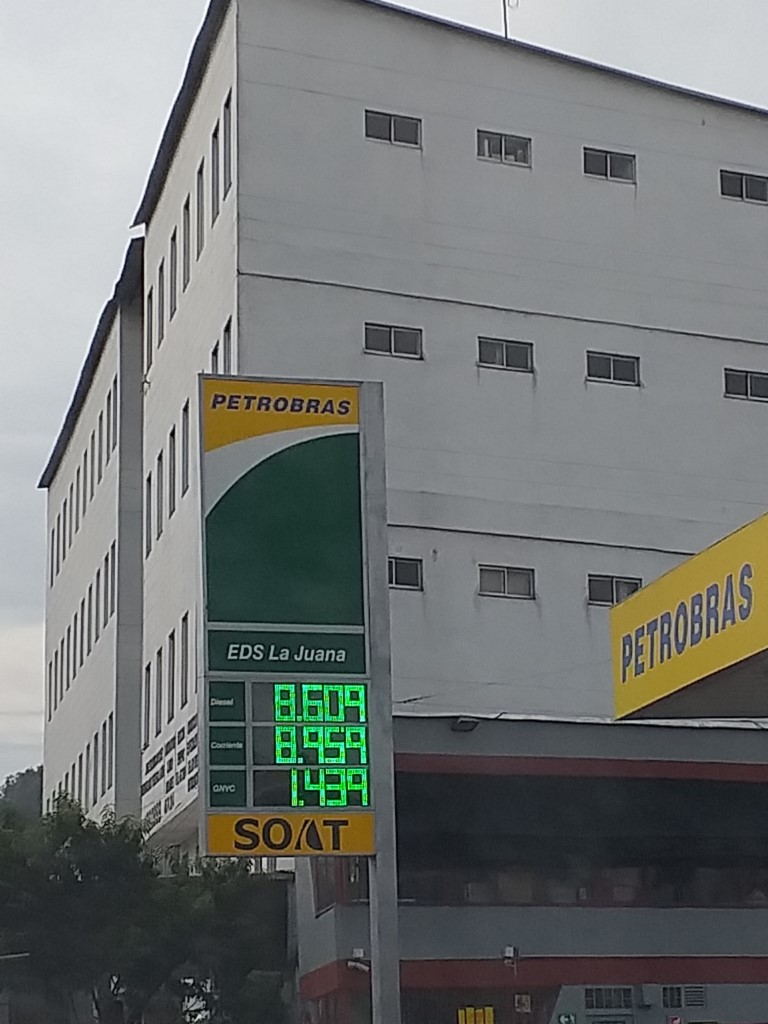 PETROBRAS
EDS La Juana
Diesel 8.609
Corriente 8.959
GNVC 1.439
SOAT
PETROBRAS